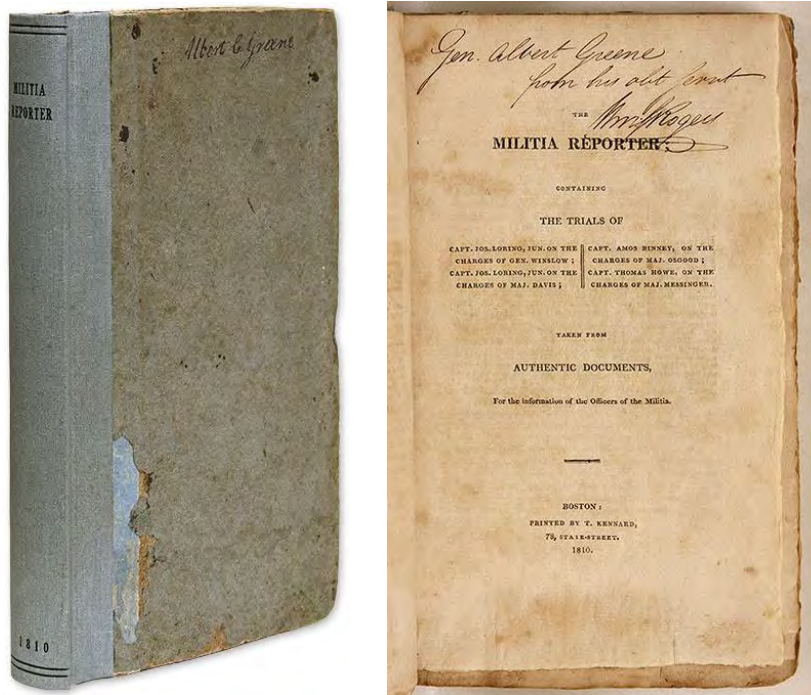 MILITIA
REPORTER
1810
Albert C Greene
Gen. Albert Greene
from his obt servt
Wm J Rogers
THE
MILITIA REPORTER;
CONTAINING
THE TRIALS OF
CAPT. JOS. LORING, JUN. ON THE
CHARGES OF GEN. WINSLOW;
CAPT. JOS. LORING, JUN. ON THE
CHARGES OF MAJ. DAVIS;
CAPT. AMOS BINNEY, ON THE
CHARGES OF MAJ. OSGOOD;
CAPT. THOMAS HOWE, ON THE
CHARGES OF MAJ. MESSINGER.
TAKEN FROM
AUTHENTIC DOCUMENTS,
For the information of the Officers of the Militia.
BOSTON:
PRINTED BY T. KENNARD,
78, STATE-STREET.
1810.